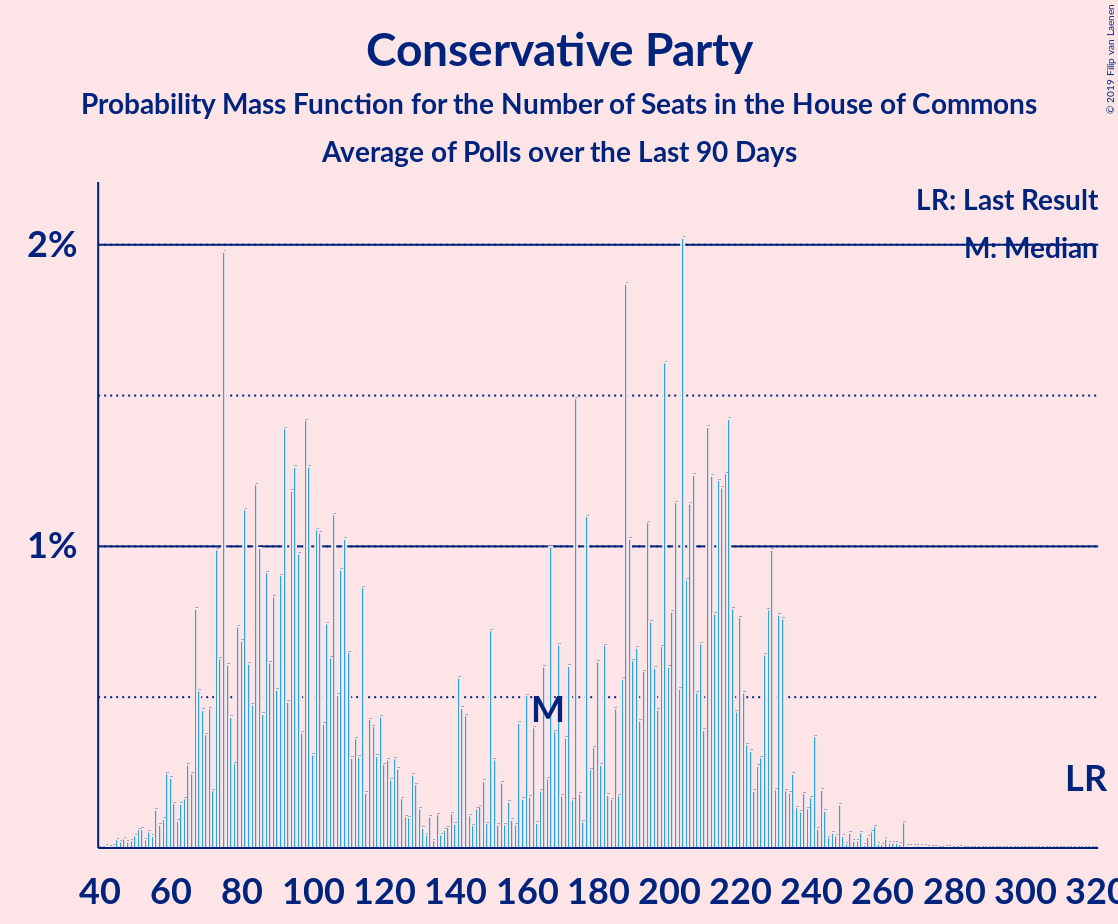 Conservative Party
Probability Mass Function for the Number of Seats in the House of Commons
Average of Polls over the Last 90 Days
© 2019 Filip van Laenen
LR: Last Result
M: Median
2%
1%
M
LR
40 60 80 100 120 140 160 180 200 220 240 260 280 300 320